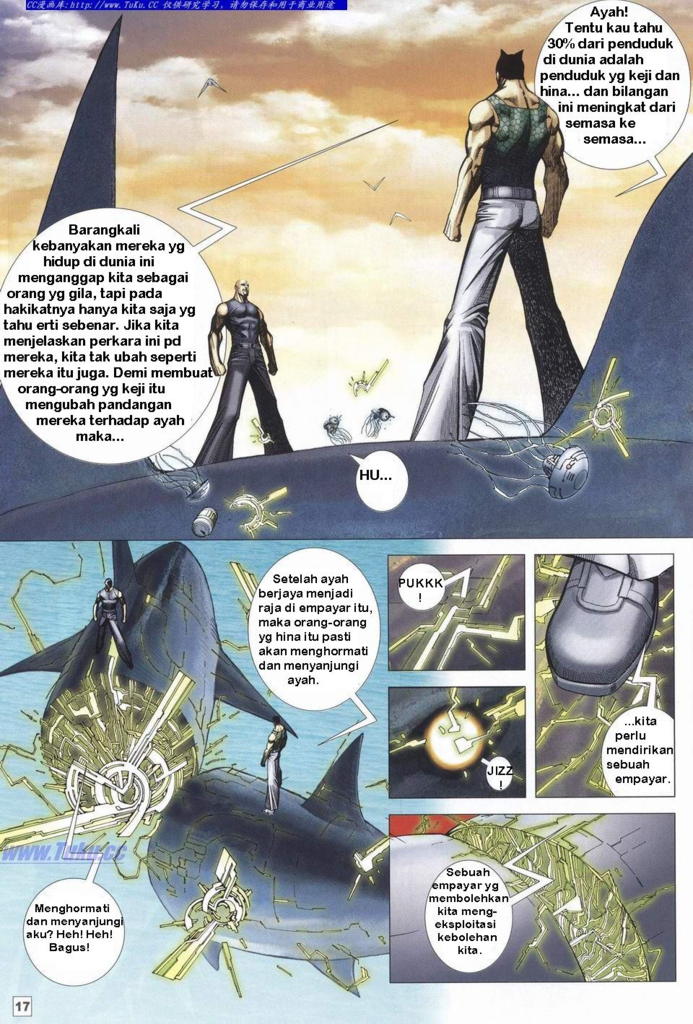 CC漫画库:http://www.TuKu.CC 仅供研究学习, 请勿保存和用于商业用途
Ayah!
Tentu kau tahu
30% dari penduduk
di dunia adalah
penduduk yg keji dan
hina... dan bilangan
ini meningkat dari
semasa ke
semasa...
Barangkali
kebanyakan mereka yg
hidup di dunia ini
menganggap kita sebagai
orang yg gila, tapi pada
hakikatnya hanya kita saja yg
tahu erti sebenar. Jika kita
menjelaskan perkara ini pd
mereka, kita tak ubah seperti
mereka itu juga. Demi membuat
orang-orang yg keji itu
mengubah pandangan
mereka terhadap ayah
maka...
HU...
Setelah ayah
berjaya menjadi
raja di empayar itu,
maka orang-orang
yg hina itu pasti
akan menghormati
dan menyanjungi
ayah.
PUKKK
!
JIZZ
!
...kita
perlu
mendirikan
sebuah
empayar.
Sebuah
empayar yg
membolehkan
kita meng-
eksploitasi
kebolehan
kita.
www.Tuku.cc
Menghormati
dan menyanjungi
aku? Heh! Heh!
Bagus!
17